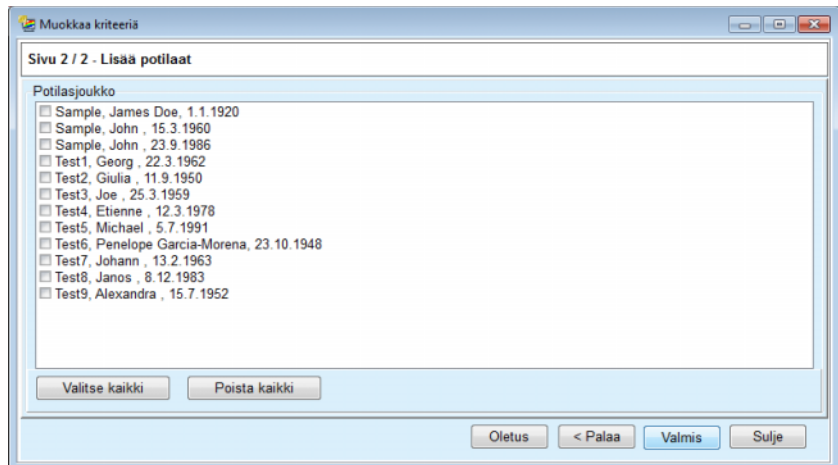 Muokkaa kriteeriä
Sivu 2 / 2 - Lisää potilaat
Potilasjoukko
Sample, James Doe, 1.1.1920
Sample, John , 15.3.1960
Sample, John , 23.9.1986
Test1, Georg , 22.3.1962
Test2, Giulia , 11.9.1950
Test3, Joe , 25.3.1959
Test4, Etienne , 12.3.1978
Test5, Michael , 5.7.1991
Test6, Penelope Garcia-Morena, 23.10.1948
Test7, Johann , 13.2.1963
Test8, Janos , 8.12.1983
Test9, Alexandra , 15.7.1952
Valitse kaikki Poista kaikki
Oletus < Palaa Valmis Sulje